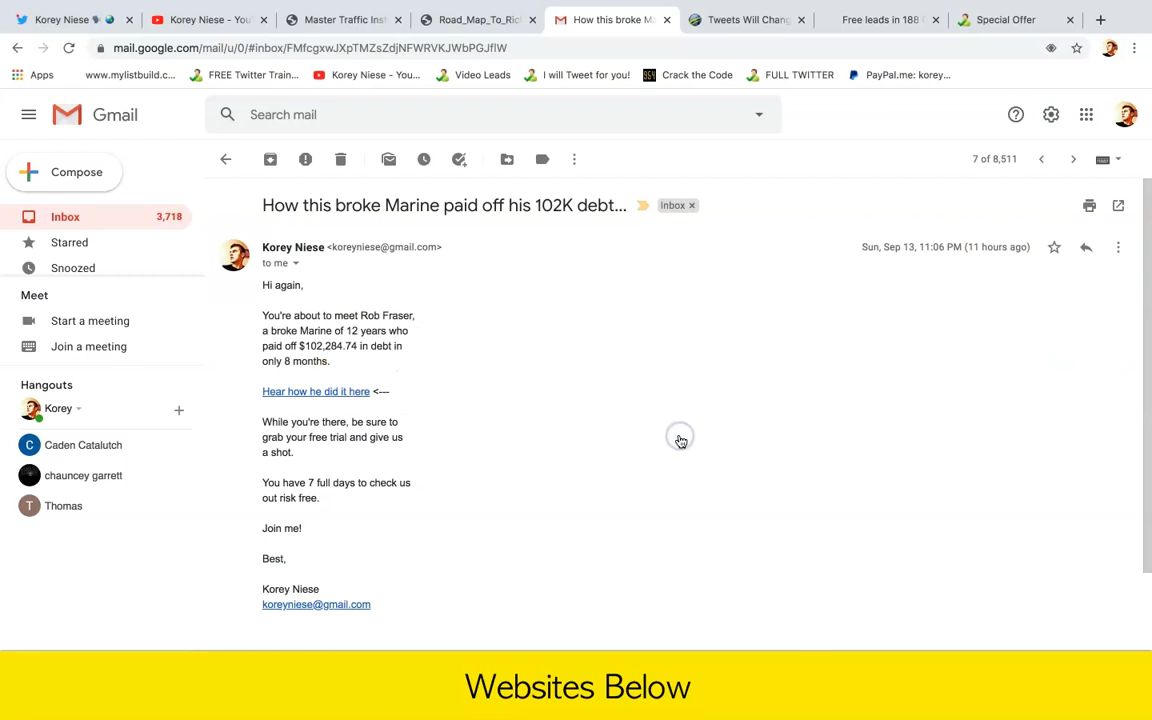 Korey Niese
Korey Niese - You
Master Traffic Inst
Road_Map_To_Ric
How this broke M
Tweets Will Chang
Free leads in 188
Special Offer
mail.google.com/mail/u/0/#inbox/FMfcgxwJXpTMZsZdjNFWRVKJWbPGJflW
Apps
www.mylistbuild.c...
FREE Twitter Train...
Korey Niese - You...
Video Leads
I will Tweet for you!
Crack the Code
FULL TWITTER
PayPal.me: korey...
Gmail
Search mail
Compose
7 of 8,511
Inbox 3,718
Starred
Snoozed
Meet
Start a meeting
Join a meeting
Hangouts
Korey
Caden Catalutch
chauncey garrett
Thomas
How this broke Marine paid off his 102K debt... Inbox x
Korey Niese <koreyniese@gmail.com>
Sun, Sep 13, 11:06 PM (11 hours ago)
to me
Hi again,
You're about to meet Rob Fraser,
a broke Marine of 12 years who
paid off $102,284.74 in debt in
only 8 months.
Hear how he did it here <---
While you're there, be sure to
grab your free trial and give us
a shot.
You have 7 full days to check us
out risk free.
Join me!
Best,
Korey Niese
koreyniese@gmail.com
Websites Below